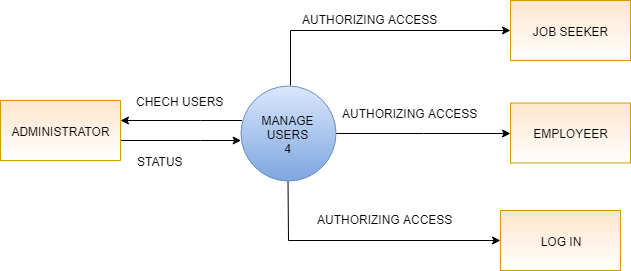 AUTHORIZING ACCESS
JOB SEEKER
CHECH USERS
AUTHORIZING ACCESS
ADMINISTRATOR
MANAGE
USERS
4
EMPLOYEER
STATUS
AUTHORIZING ACCESS
LOG IN